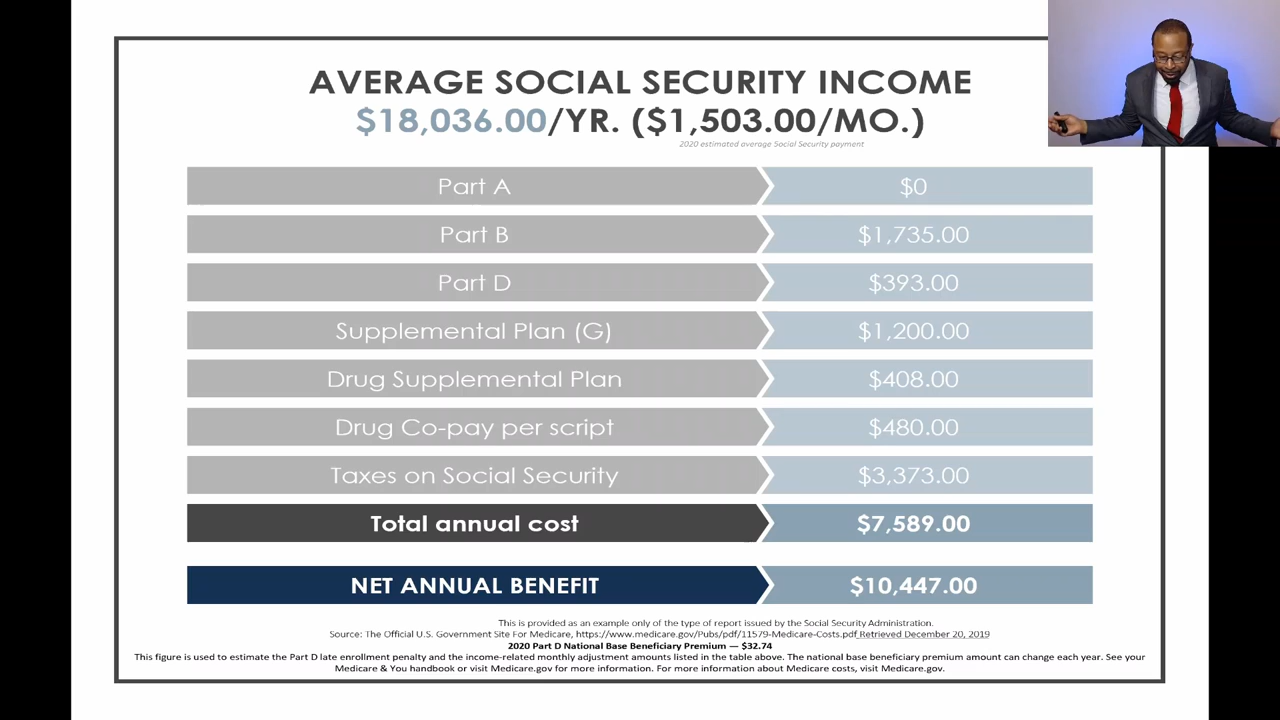 AVERAGE SOCIAL SECURITY INCOME
$18,036.00/YR. ($1,503.00/MO.)
2020 estimated average Social Security payment
Part A $0
Part B $1,735.00
Part D $393.00
Supplemental Plan (G) $1,200.00
Drug Supplemental Plan $408.00
Drug Co-pay per script $480.00
Taxes on Social Security $3,373.00
Total annual cost $7,589.00
NET ANNUAL BENEFIT $10,447.00
This is provided as an example only of the type of report issued by the Social Security Administration.
Source: The Official U.S. Government Site For Medicare, https://www.medicare.gov/Pubs/pdf/11579-Medicare-Costs.pdf Retrieved December 20, 2019
2020 Part D National Base Beneficiary Premium — $32.74
This figure is used to estimate the Part D late enrollment penalty and the income-related monthly adjustment amounts listed in the table above. The national base beneficiary premium amount can change each year. See your
Medicare & You handbook or visit Medicare.gov for more information. For more information about Medicare costs, visit Medicare.gov.